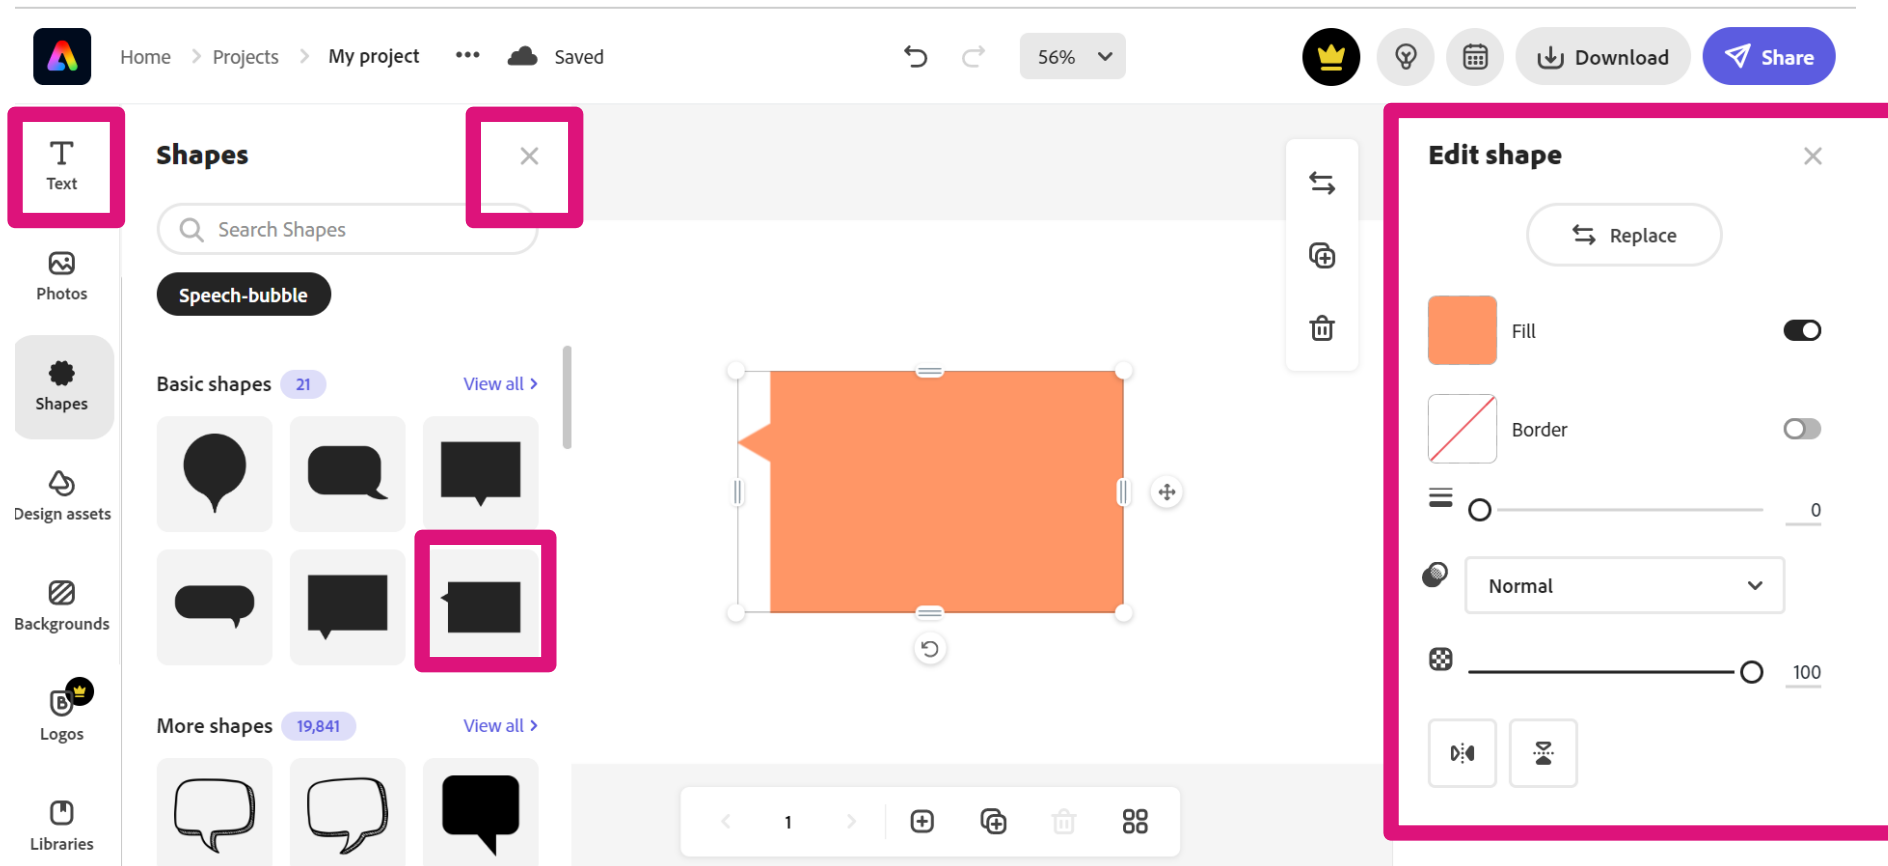 Home > Projects > My project ••• Saved 56% Download Share
Text
Photos
Shapes
Design assets
Backgrounds
Logos
Libraries
Shapes
Search Shapes
Speech-bubble
Basic shapes 21 View all >
More shapes 19,841 View all >
1
Edit shape
Replace
Fill
Border
0
Normal
100